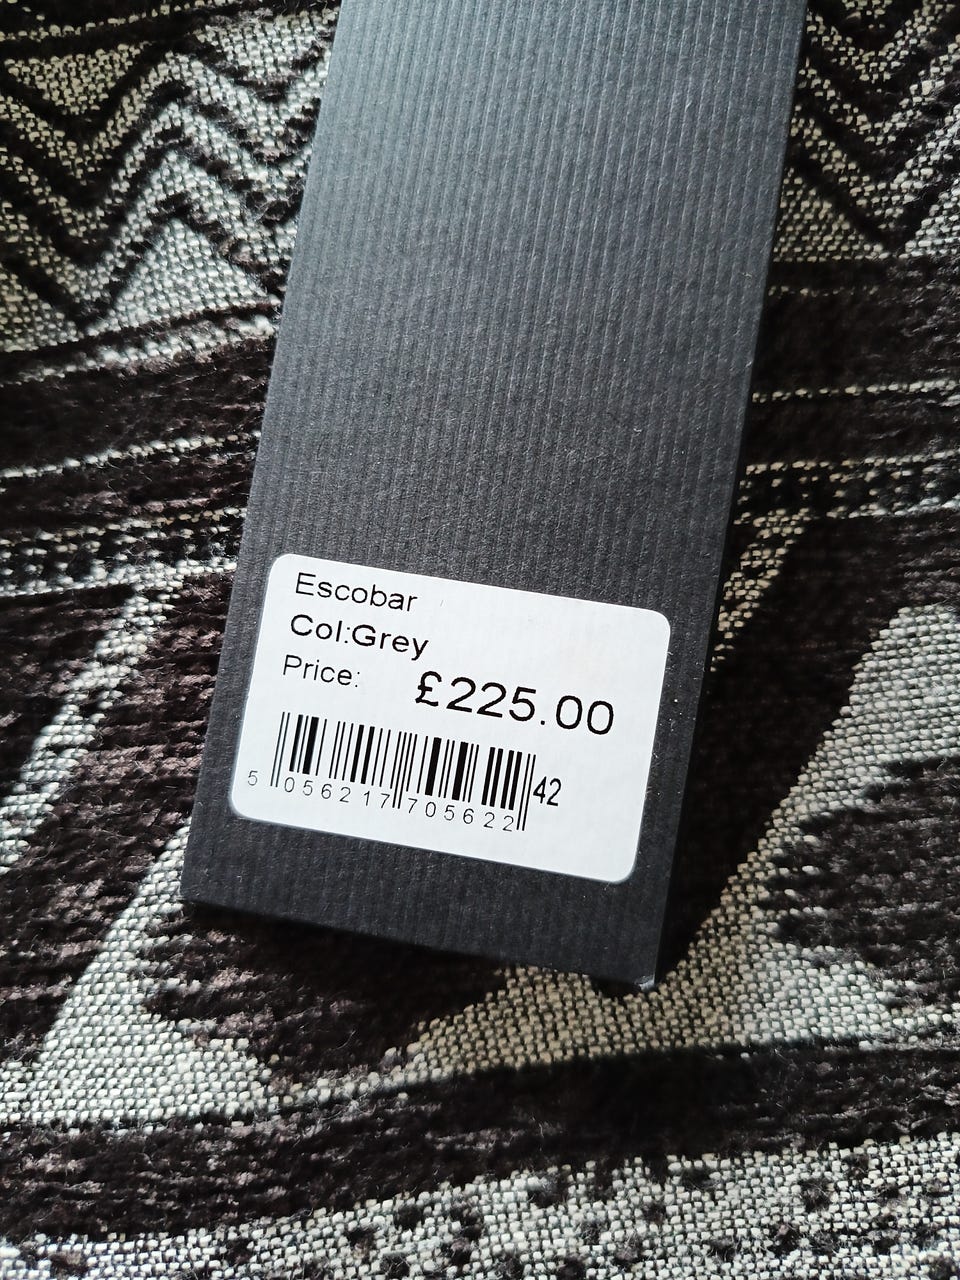 Escobar
Col:Grey
Price: £225.00
42
5 056217 705622